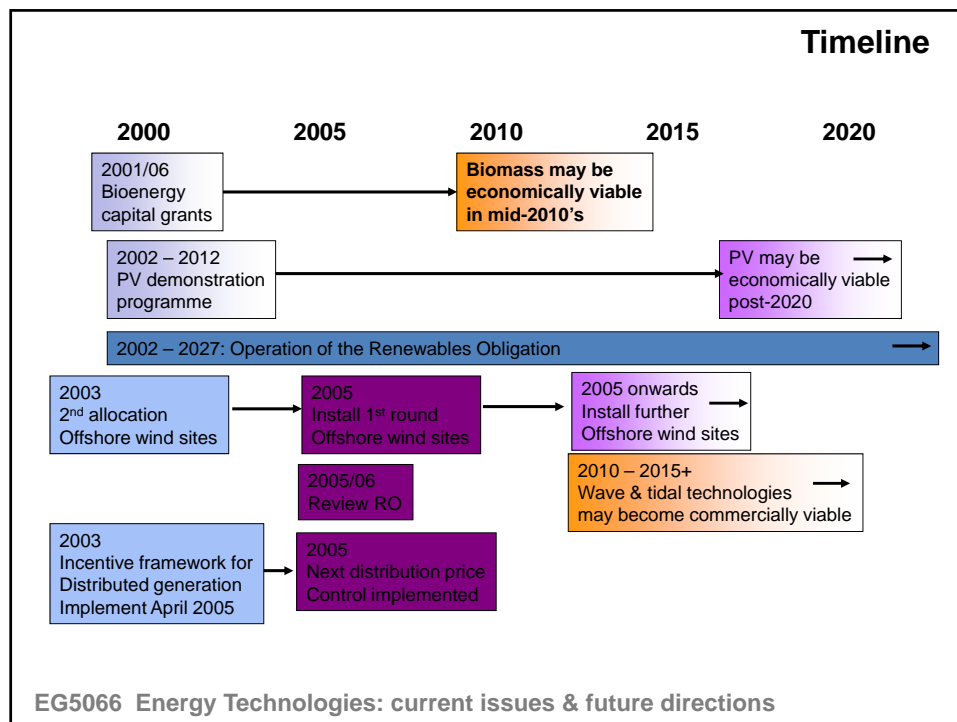 Timeline
2000 2005 2010 2015 2020
2001/06
Bioenergy
capital grants
Biomass may be
economically viable
in mid-2010's
2002 – 2012
PV demonstration
programme
PV may be
economically viable
post-2020
2002 – 2027: Operation of the Renewables Obligation
2003
2nd allocation
Offshore wind sites
2005
Install 1st round
Offshore wind sites
2005 onwards
Install further
Offshore wind sites
2005/06
Review RO
2010 – 2015+
Wave & tidal technologies
may become commercially viable
2003
Incentive framework for
Distributed generation
Implement April 2005
2005
Next distribution price
Control implemented
EG5066 Energy Technologies: current issues & future directions